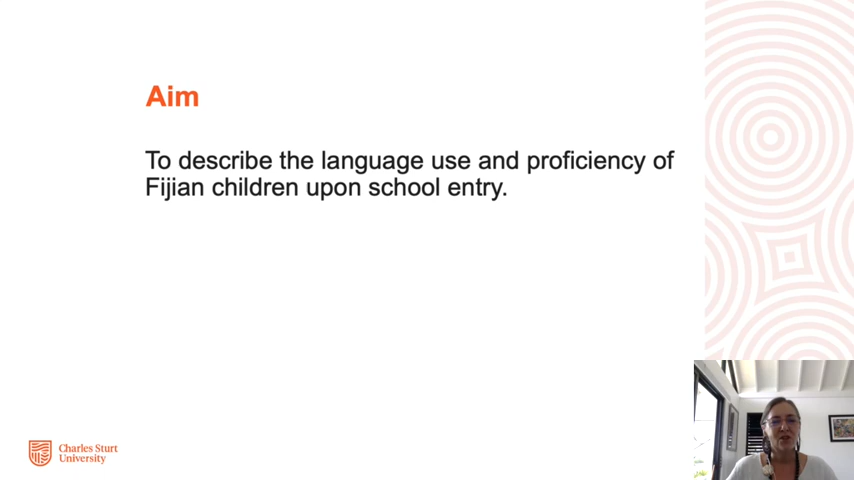 Aim
To describe the language use and proficiency of
Fijian children upon school entry.
Charles Sturt
University